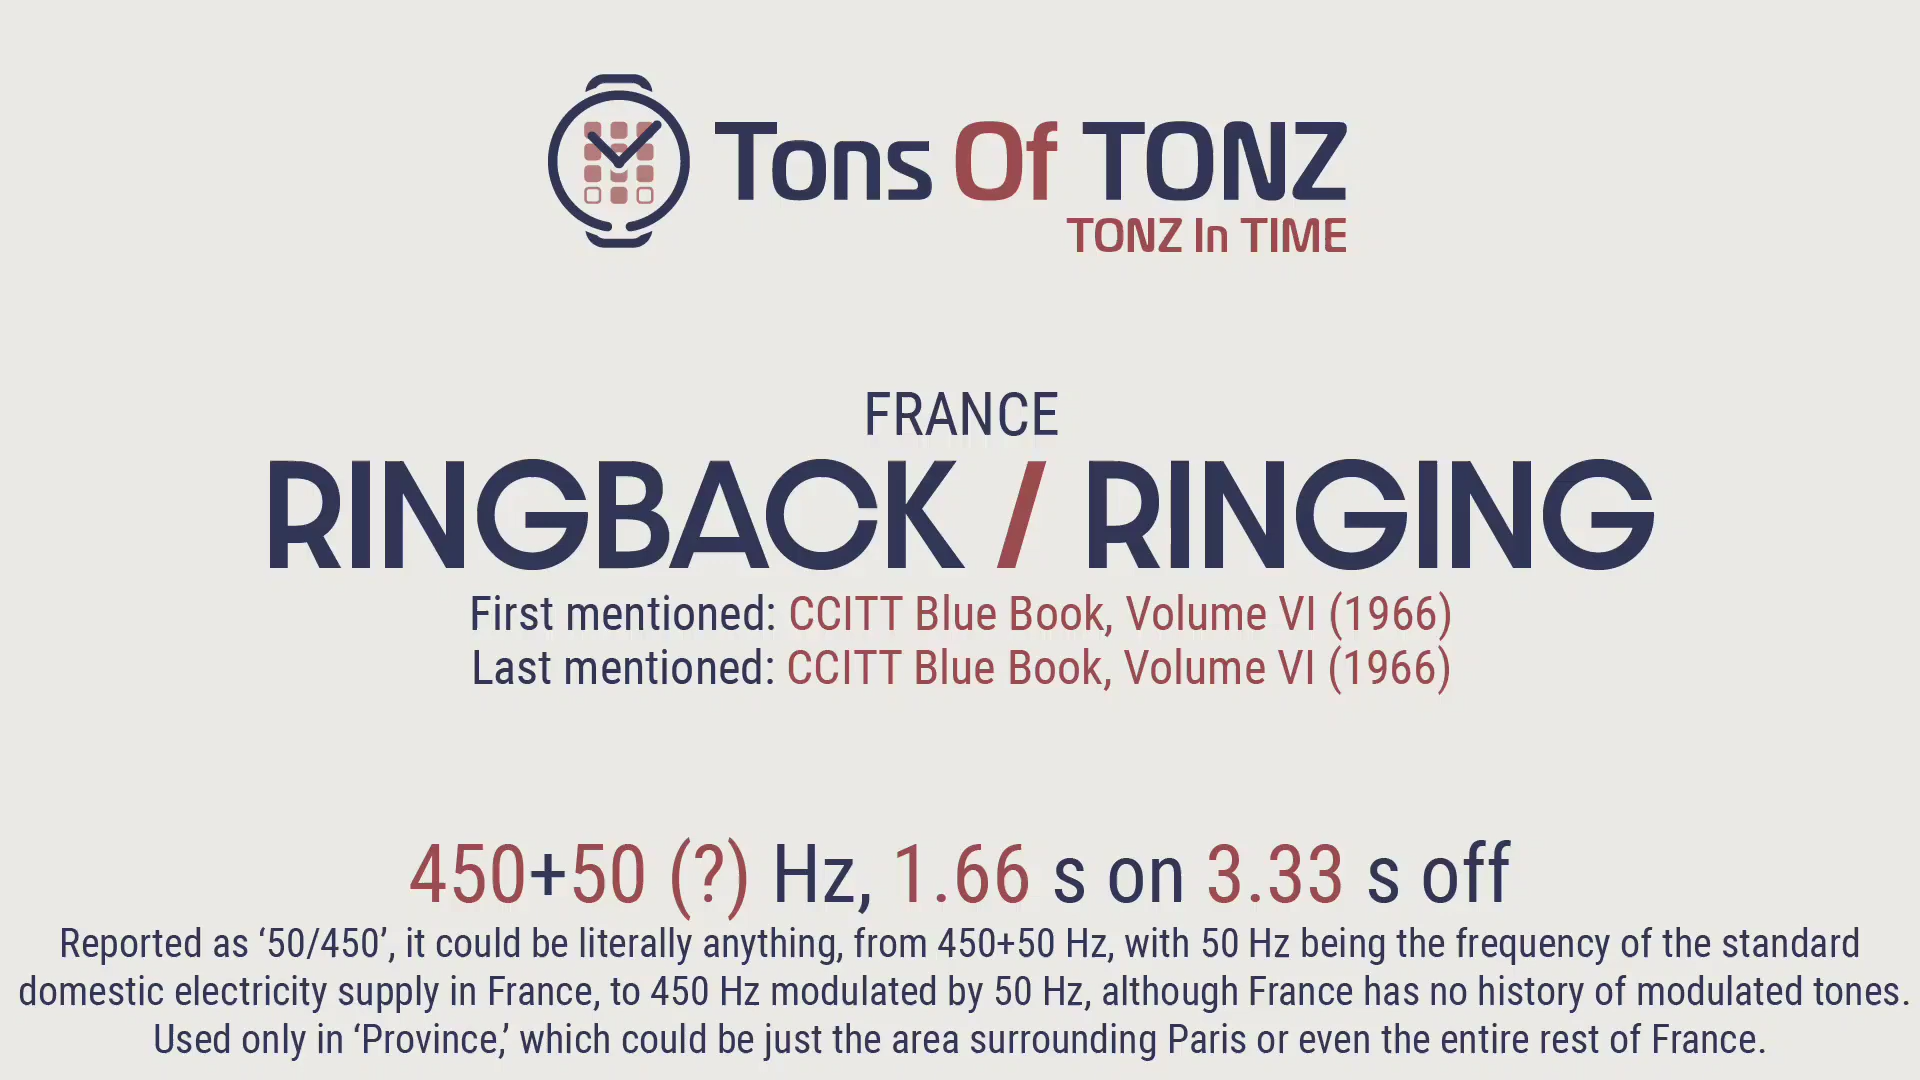 Tons Of TONZ
TONZ In TIME
FRANCE
RINGBACK / RINGING
First mentioned: CCITT Blue Book, Volume VI (1966)
Last mentioned: CCITT Blue Book, Volume VI (1966)
450+50 (?) Hz, 1.66 s on 3.33 s off
Reported as ‘50/450’, it could be literally anything, from 450+50 Hz, with 50 Hz being the frequency of the standard
domestic electricity supply in France, to 450 Hz modulated by 50 Hz, although France has no history of modulated tones.
Used only in ‘Province,’ which could be just the area surrounding Paris or even the entire rest of France.